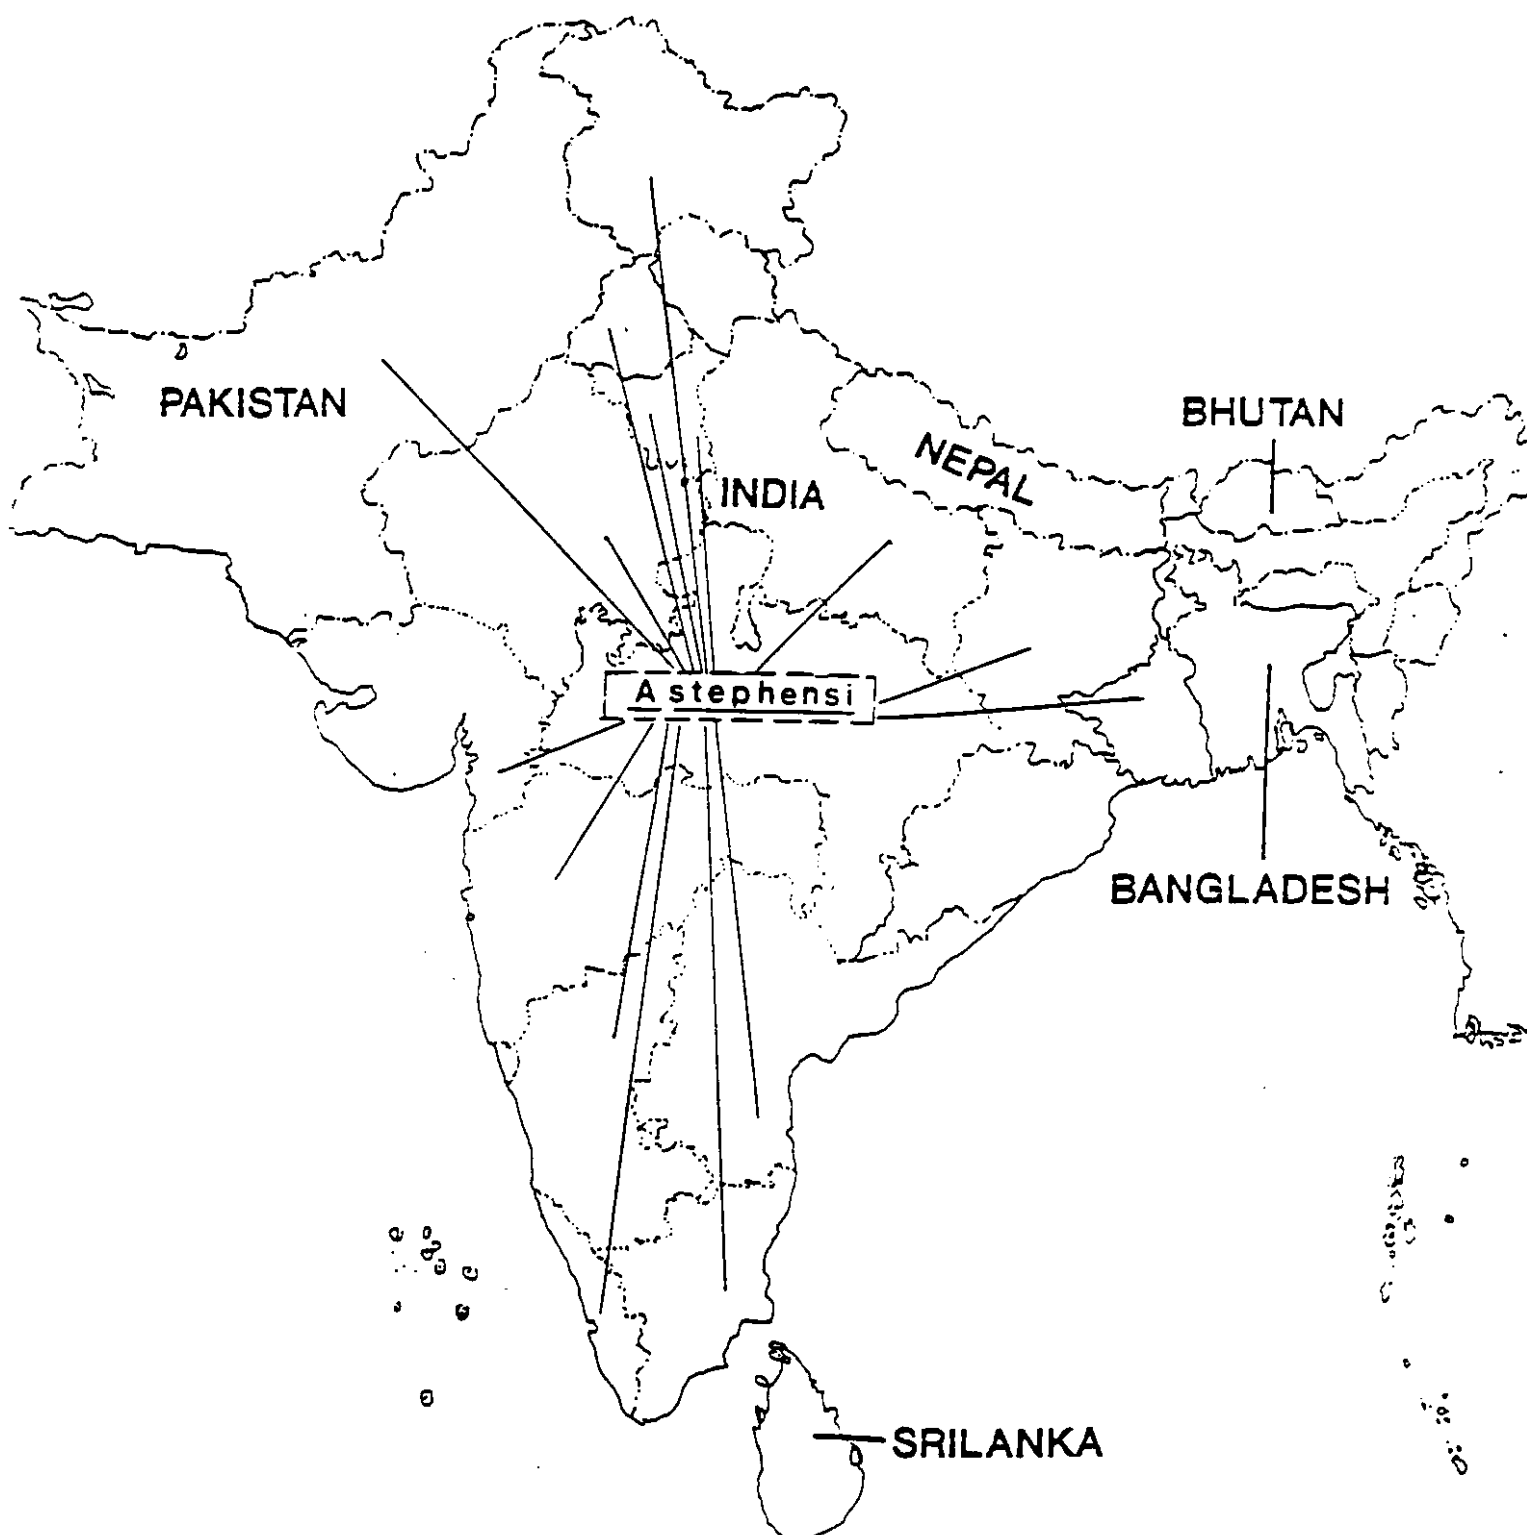 PAKISTAN
BHUTAN
NEPAL
INDIA
A stephensi
BANGLADESH
SRILANKA